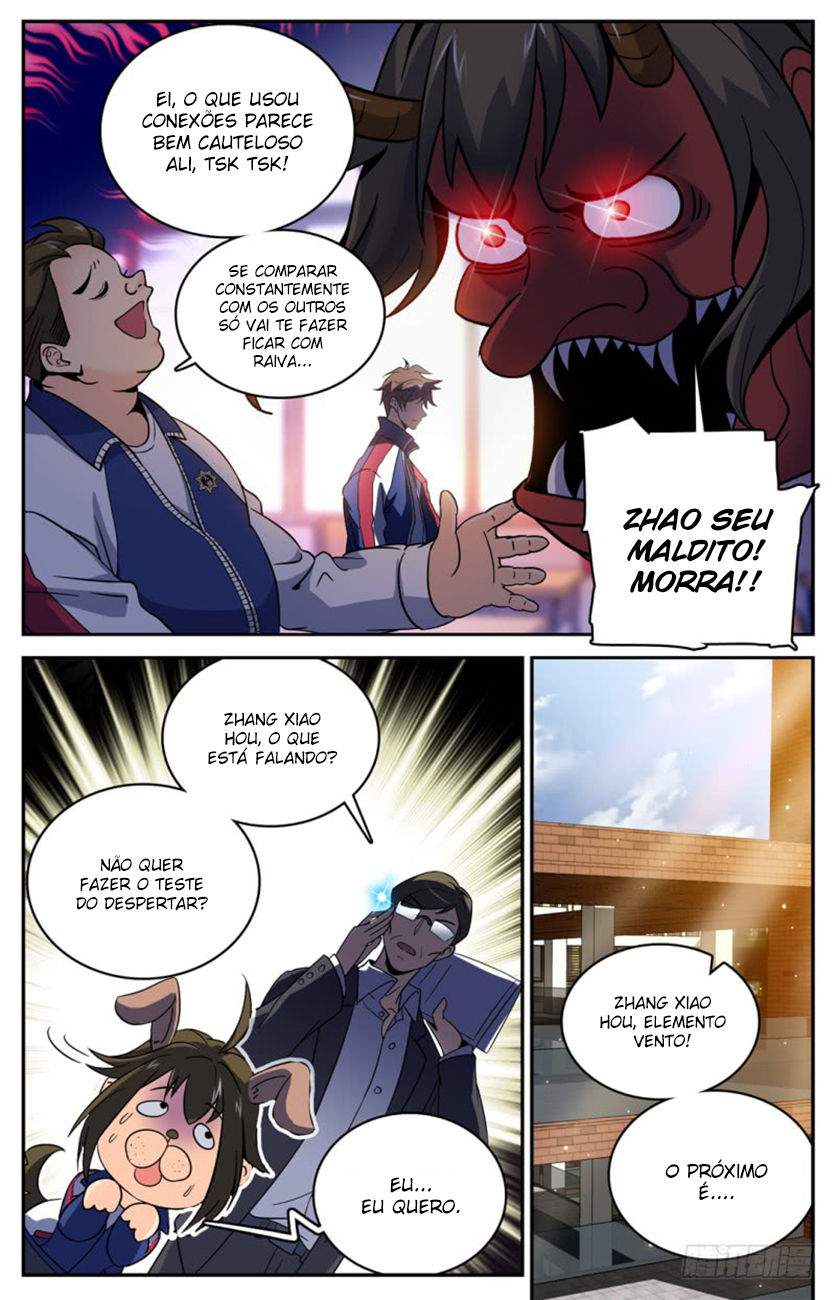 EI, O QUE USOU
CONEXÕES PARECE
BEM CAUTELOSO
ALI, TSK TSK!
SE COMPARAR
CONSTANTEMENTE
COM OS OUTROS
SÓ VAI TE FAZER
FICAR COM
RAIVA...
ZHAO SEU
MALDITO!
MORRA!!
ZHANG XIAO
HOU, O QUE
ESTÁ FALANDO?
NÃO QUER
FAZER O TESTE
DO DESPERTAR?
EU...
EU QUERO.
ZHANG XIAO
HOU, ELEMENTO
VENTO!
O PRÓXIMO
É....